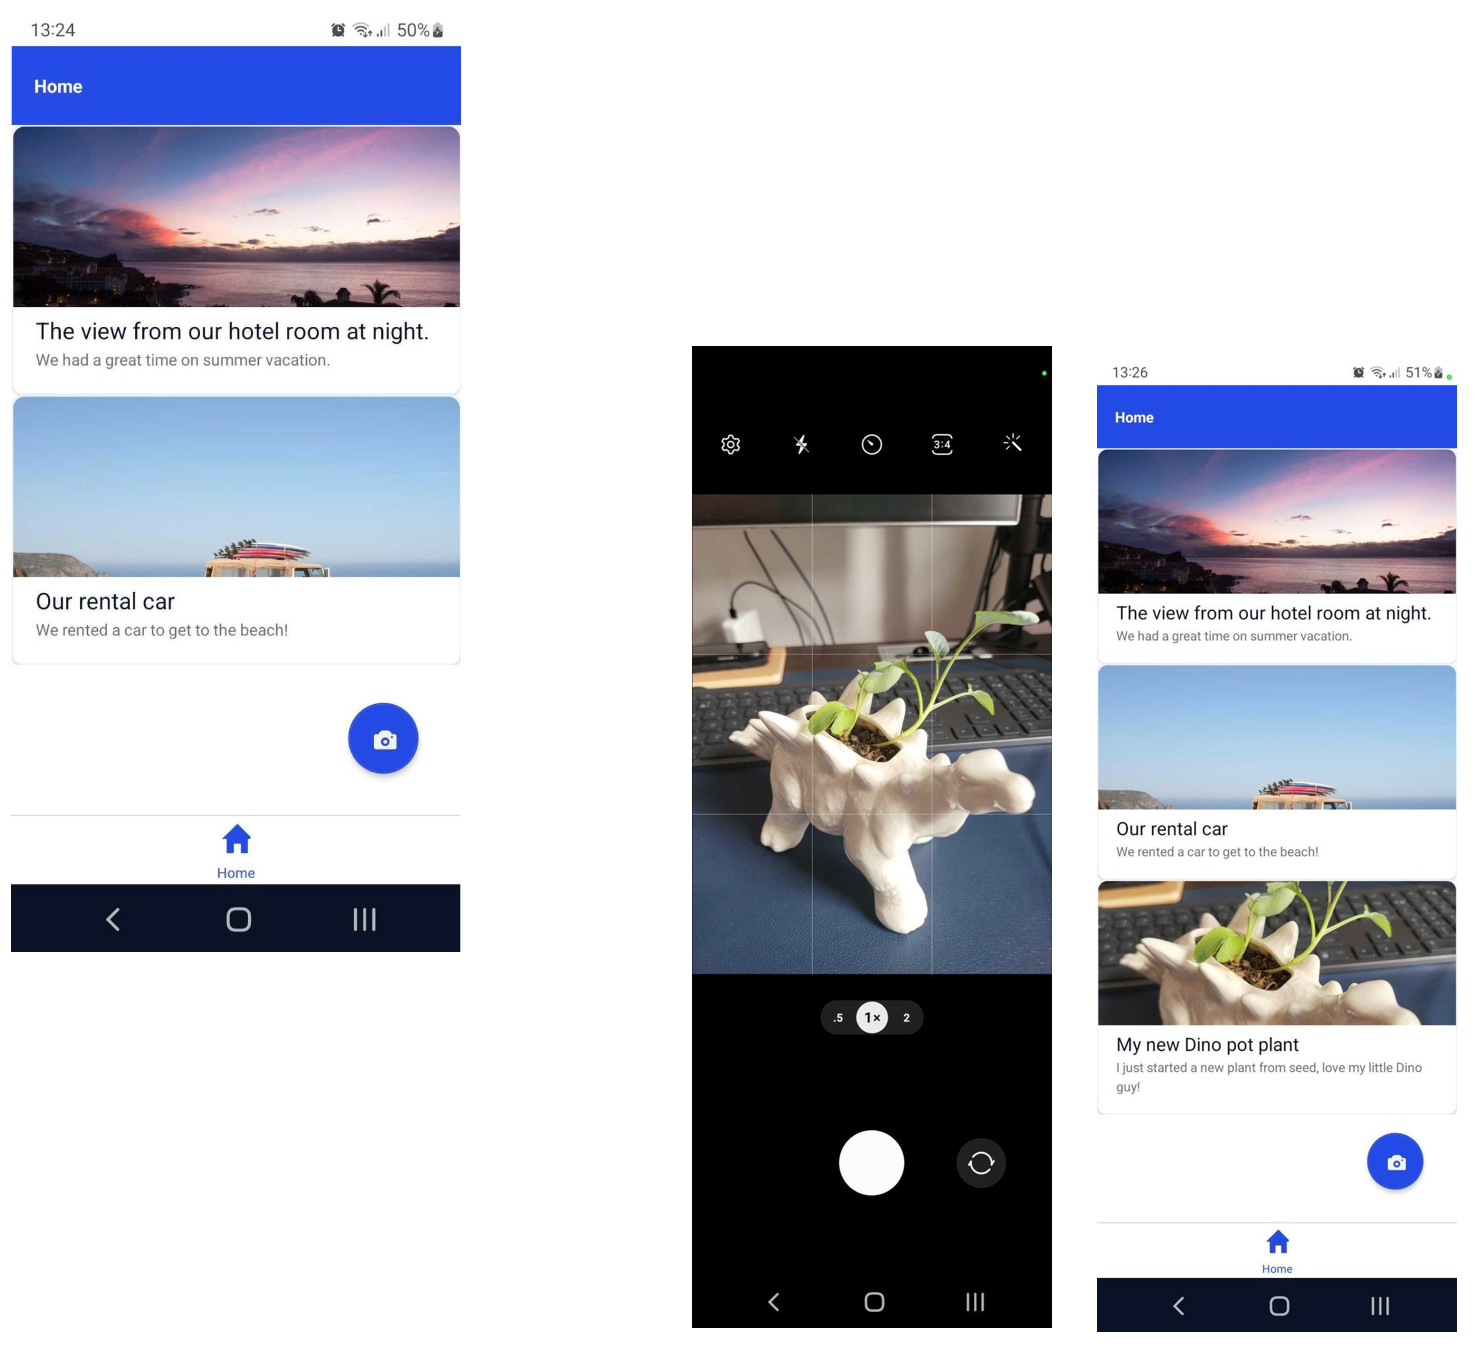 13:24
50%
Home
The view from our hotel room at night.
We had a great time on summer vacation.
Our rental car
We rented a car to get to the beach!
Home
3:4
.5 1× 2
13:26
51%
Home
The view from our hotel room at night.
We had a great time on summer vacation.
Our rental car
We rented a car to get to the beach!
My new Dino pot plant
I just started a new plant from seed, love my little Dino
guy!
Home